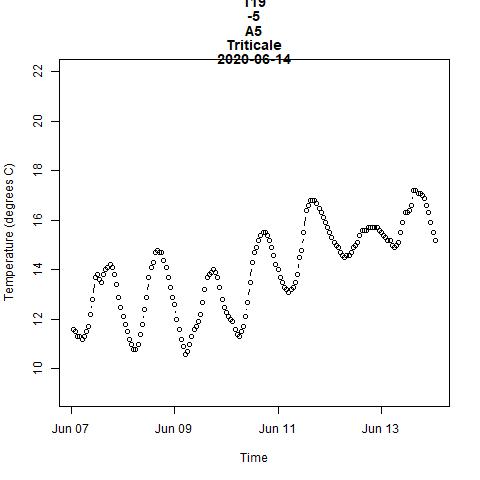 T19
-5
A5
Triticale
2020-06-14
Temperature (degrees C)
22
20
18
16
14
12
10
Jun 07
Jun 09
Jun 11
Jun 13
Time